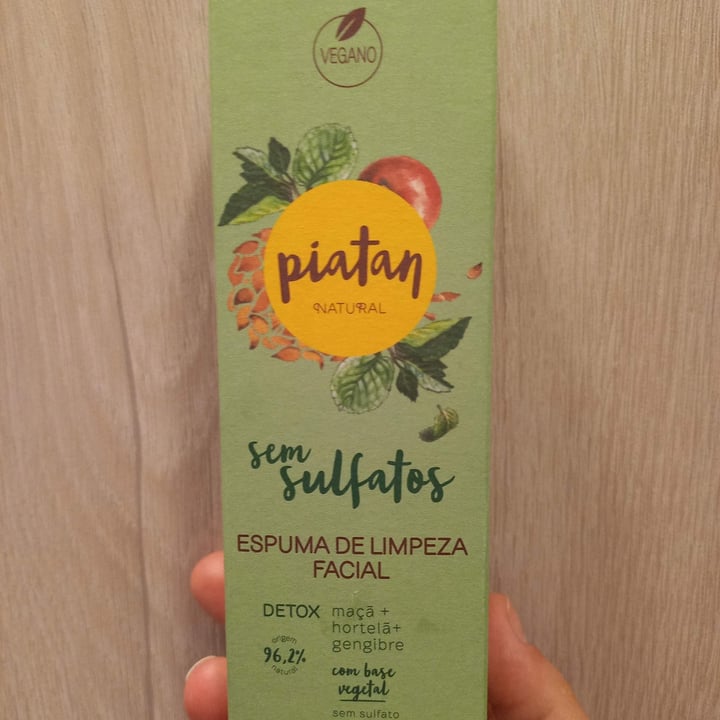 VEGANO
piatan
NATURAL
sem
sulfatos
ESPUMA DE LIMPEZA
FACIAL
DETOX
maçã +
hortelã+
gengibre
origem
96,2%
natural
com base
vegetal
sem sulfato